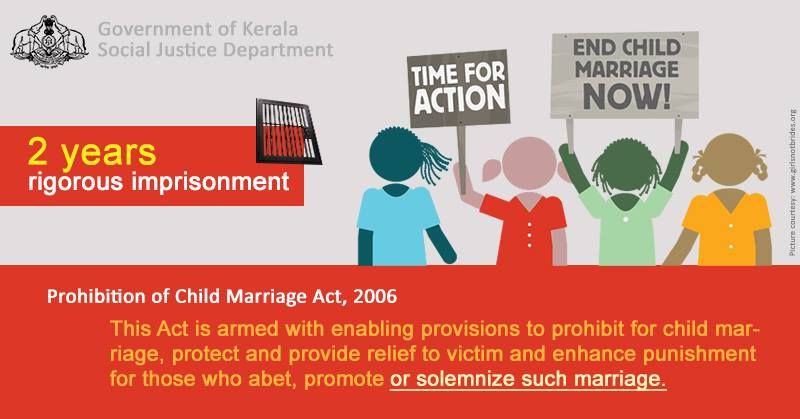 Government of Kerala
Social Justice Department
TIME FOR
ACTION
END CHILD
MARRIAGE
NOW!
2 years
rigorous imprisonment
Picture courtesy: www.girlsnotbrides.org
Prohibition of Child Marriage Act, 2006
This Act is armed with enabling provisions to prohibit for child mar-
riage, protect and provide relief to victim and enhance punishment
for those who abet, promote or solemnize such marriage.